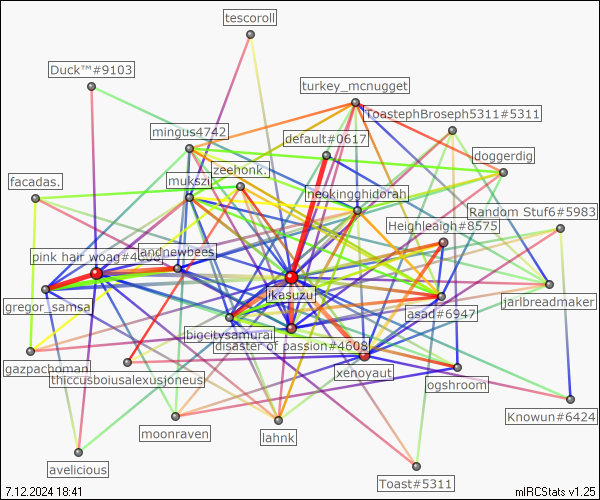 tescoroll
Duck™#9103
turkey_mcnugget
ToastephBroseph5311#5311
mingus4742
default#0617
doggerdig
zeehonk.
facadas.
mukszi
neokingghidorah
Random Stuf6#5983
Heighleaigh#8575
andnewbees
pink hair woag#4
ikasuzu
gregor_samsa
jarlbreadmaker
asad#6947
bigcitysamurai
disaster of passion#4608
gazpachoman
xenoyaut
thiccusboiusalexusjoneus
ogshroom
Knowun#6424
moonraven
lahnk
avelicious
Toast#5311
7.12.2024 18:41
mIRCStats v1.25